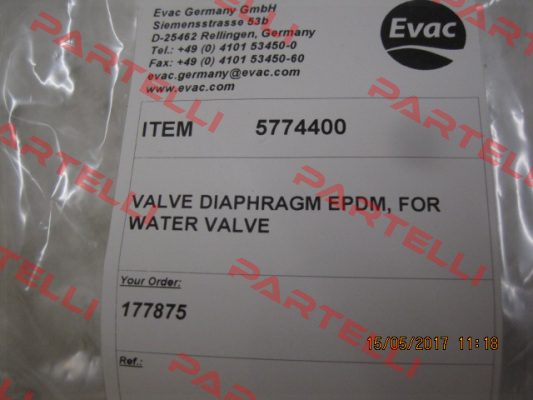 Evac Germany GmbH
Siemensstrasse 53b
D-25462 Rellingen, Germany
Tel.: +49 (0) 4101 53450-0
Fax: +49 (0) 4101 53450-60
evac.germany@evac.com
www.evac.com
Evac
ITEM 5774400
VALVE DIAPHRAGM EPDM, FOR
WATER VALVE
Your Order:
177875
Ref.:
15/05/2017 11:18
PARTELLI
PARTELLI
PARTELLI
PARTELLI
PARTELLI